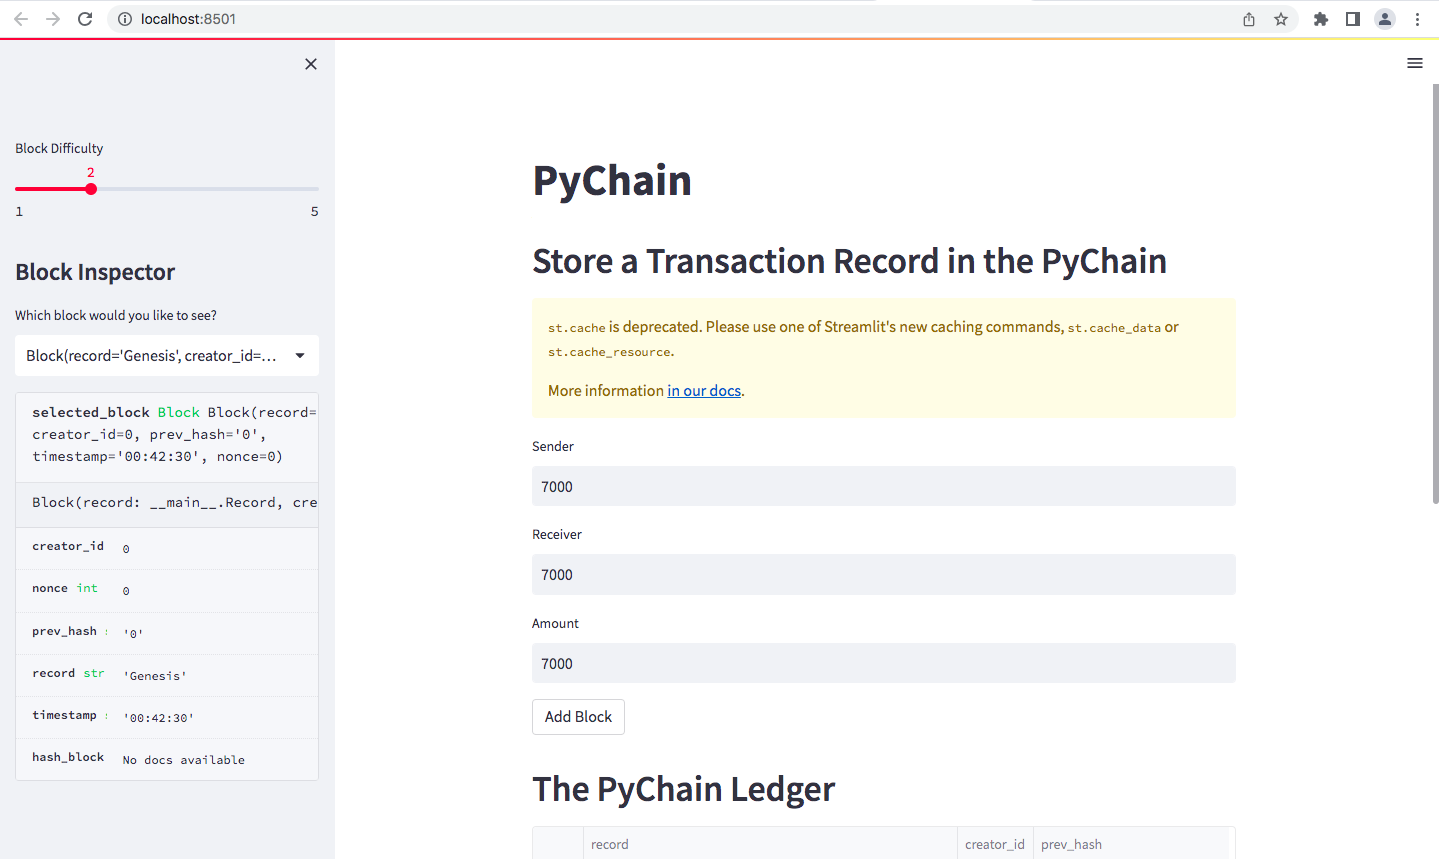 localhost:8501
Block Difficulty
2
1 5
Block Inspector
Which block would you like to see?
Block(record='Genesis', creator_id=...
selected_block Block Block(record=
creator_id=0, prev_hash='0',
timestamp='00:42:30', nonce=0)
Block(record: __main__.Record, cre
creator_id 0
nonce int 0
prev_hash '0'
record str 'Genesis'
timestamp '00:42:30'
hash_block No docs available
PyChain
Store a Transaction Record in the PyChain
st.cache is deprecated. Please use one of Streamlit's new caching commands, st.cache_data or
st.cache_resource.
More information in our docs.
Sender
7000
Receiver
7000
Amount
7000
Add Block
The PyChain Ledger
record creator_id prev_hash